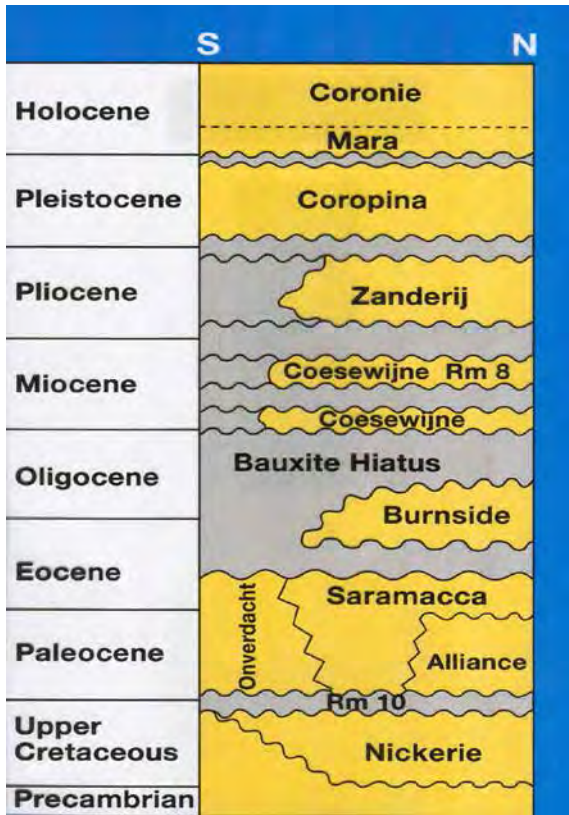 S N
Holocene
Coronie
Mara
Pleistocene
Coropina
Pliocene
Zanderij
Miocene
Coesewijne Rm 8
Coesewijne
Oligocene
Bauxite Hiatus
Burnside
Eocene
Saramacca
Onverdacht
Paleocene
Alliance
Rm 10
Upper
Cretaceous
Nickerie
Precambrian